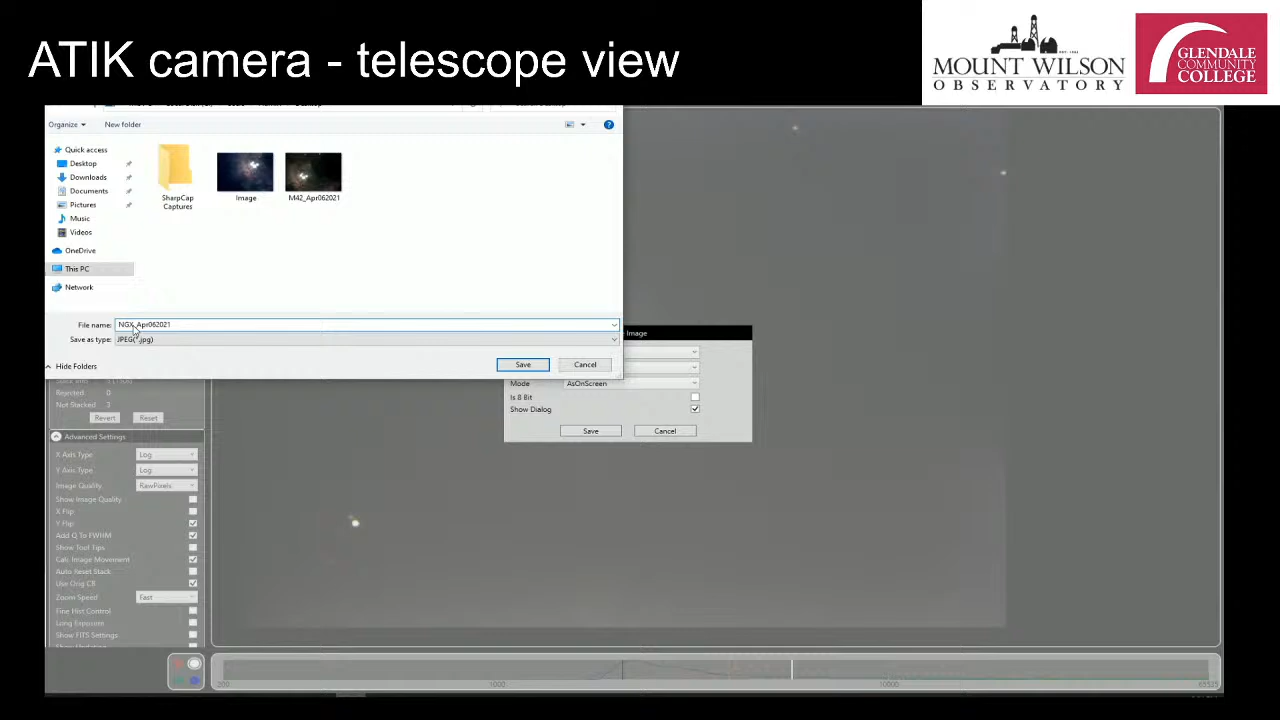 ATIK camera - telescope view
MOUNT WILSON
OBSERVATORY
GLENDALE
COMMUNITY
COLLEGE
Organize
New folder
Quick access
Desktop
Downloads
Documents
Pictures
Music
Videos
OneDrive
This PC
Network
SharpCap
Captures
Image
M42_Apr062021
File name: NGX_Apr062021
Save as type: JPEG(*.jpg)
Hide Folders
Save
Cancel
Image
Mode AsOnScreen
Is 8 Bit
Show Dialog
Save
Cancel
Rejected: 0
Not Stacked: 3
Revert
Reset
Advanced Settings
X Axis Type Log
Y Axis Type Log
Image Quality RawPixels
Show Image Quality
X Flip
Y Flip
Add Q To FWHM
Show Tool Tips
Calc Image Movement
Auto Reset Stack
Use Orig CB
Zoom Speed Fast
Fine Hist Control
Long Exposure
Show FITS Settings
200
1000
10000
65535